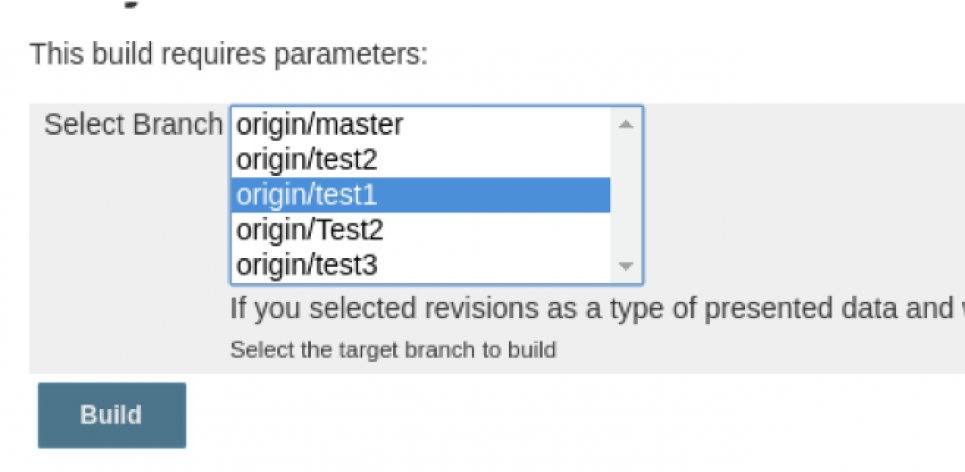 This build requires parameters:
Select Branch
origin/master
origin/test2
origin/test1
origin/Test2
origin/test3
If you selected revisions as a type of presented data and
Select the target branch to build
Build